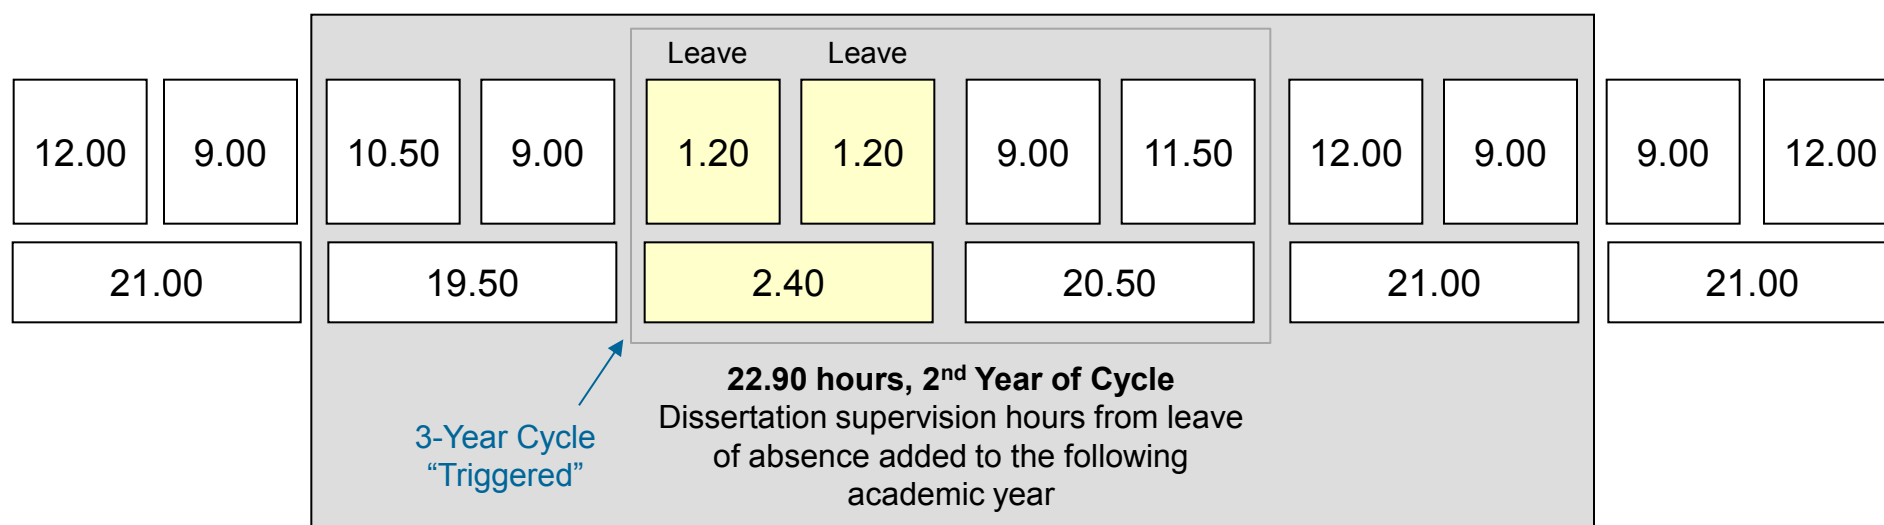 Leave Leave
12.00 9.00 10.50 9.00 1.20 1.20 9.00 11.50 12.00 9.00 9.00 12.00
21.00 19.50 2.40 20.50 21.00 21.00
22.90 hours, 2nd Year of Cycle
Dissertation supervision hours from leave
of absence added to the following
academic year
3-Year Cycle
“Triggered”